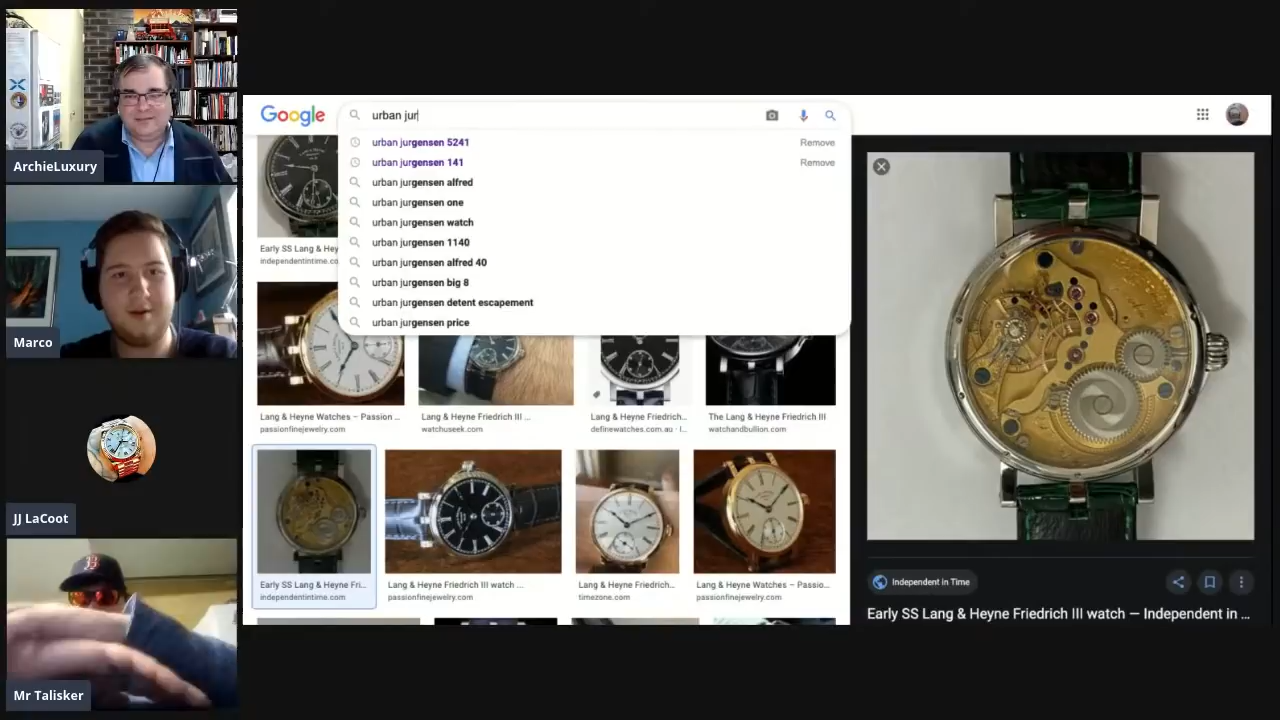 ArchieLuxury
Marco
JJ LaCoot
Mr Talisker
Google
urban jur
urban jurgensen 5241
Remove
urban jurgensen 141
Remove
urban jurgensen alfred
urban jurgensen one
urban jurgensen watch
urban jurgensen 1140
urban jurgensen alfred 40
urban jurgensen big 8
urban jurgensen detent escapement
urban jurgensen price
Early SS Lang & Hey
independentintime.com
Lang & Heyne Watches – Passion ...
passionfinejewelry.com
Lang & Heyne Friedrich III ...
watchuseek.com
Lang & Heyne Friedrich...
definewatches.com.au · I...
The Lang & Heyne Friedrich III
watchandbullion.com
Early SS Lang & Heyne Fri...
independentintime.com
Lang & Heyne Friedrich III watch ...
passionfinejewelry.com
Lang & Heyne Friedrich...
timezone.com
Lang & Heyne Watches – Passio...
passionfinejewelry.com
Independent in Time
Early SS Lang & Heyne Friedrich III watch — Independent in ...